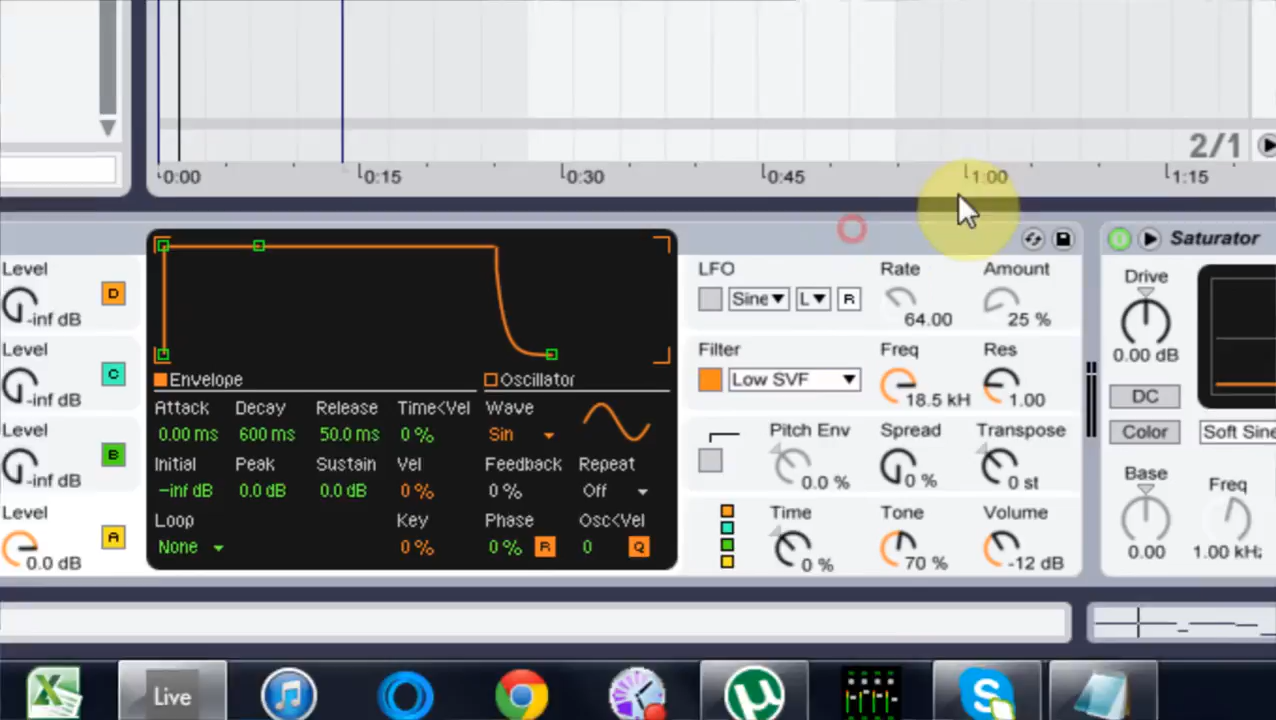 2/1
0:00 0:15 0:30 0:45 1:00 1:15
Level
-inf dB
D
Level
-inf dB
C
Level
-inf dB
B
Level
0.0 dB
A
Envelope Oscillator
Attack Decay Release Time<Vel Wave
0.00 ms 600 ms 50.0 ms 0 % Sin
Initial Peak Sustain Vel Feedback Repeat
-inf dB 0.0 dB 0.0 dB 0 % 0 % Off
Loop Key Phase Osc<Vel
None 0 % 0 % R 0 Q
LFO Rate Amount
Sine L R 64.00 25 %
Filter Freq Res
Low SVF 18.5 kH 1.00
Pitch Env Spread Transpose
0.0 % 0 % 0 st
Time Tone Volume
0 % 70 % -12 dB
Saturator
Drive
0.00 dB
DC
Color Soft Sine
Base Freq
0.00 1.00 kHz
Live